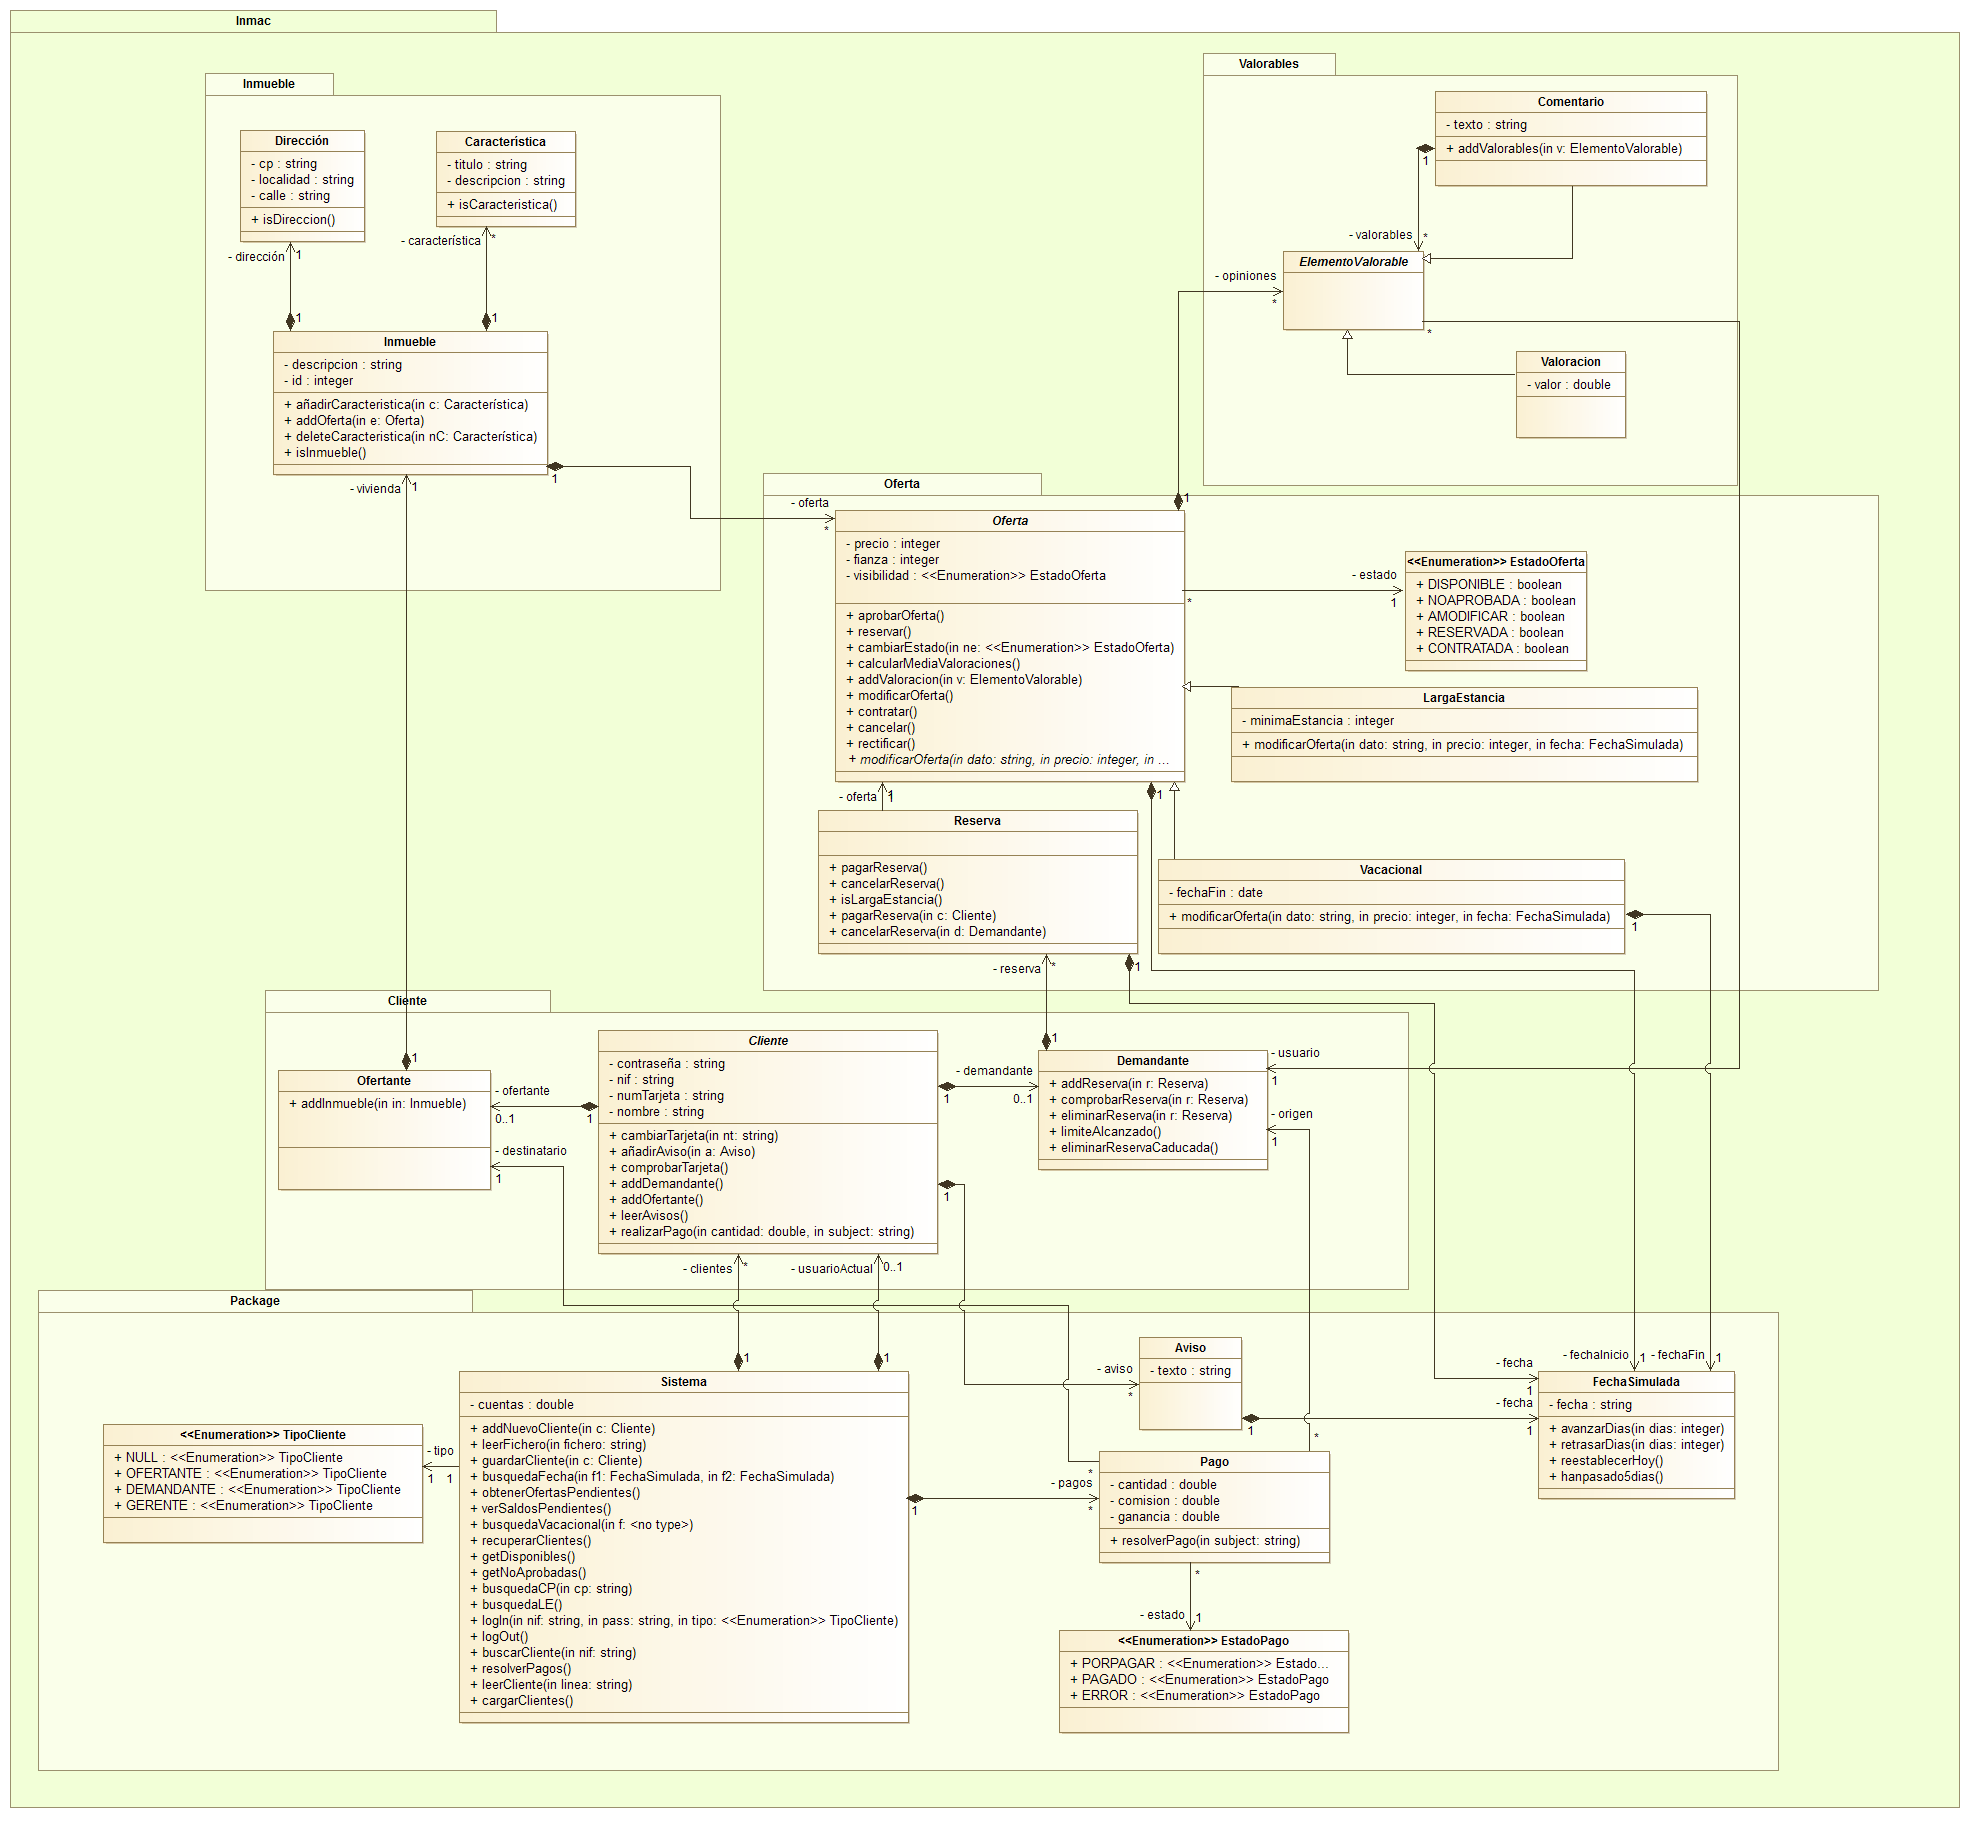 Inmac
Inmueble
Dirección
- cp : string
- localidad : string
- calle : string
+ isDireccion()
Característica
- titulo : string
- descripcion : string
+ isCaracteristica()
- dirección
1
- característica
*
1
1
Inmueble
- descripcion : string
- id : integer
+ añadirCaracteristica(in c: Característica)
+ addOferta(in e: Oferta)
+ deleteCaracteristica(in nC: Característica)
+ isInmueble()
- vivienda
1
1
Valorables
Comentario
- texto : string
+ addValorables(in v: ElementoValorable)
1
- valorables
*
ElementoValorable
- opiniones
*
*
Valoracion
- valor : double
Oferta
- oferta
*
1
Oferta
- precio : integer
- fianza : integer
- visibilidad : <<Enumeration>> EstadoOferta
+ aprobarOferta()
+ reservar()
+ cambiarEstado(in ne: <<Enumeration>> EstadoOferta)
+ calcularMediaValoraciones()
+ addValoracion(in v: ElementoValorable)
+ modificarOferta()
+ contratar()
+ cancelar()
+ rectificar()
+ modificarOferta(in dato: string, in precio: integer, in ...
- estado
*
1
<<Enumeration>> EstadoOferta
+ DISPONIBLE : boolean
+ NOAPROBADA : boolean
+ AMODIFICAR : boolean
+ RESERVADA : boolean
+ CONTRATADA : boolean
LargaEstancia
- minimaEstancia : integer
+ modificarOferta(in dato: string, in precio: integer, in fecha: FechaSimulada)
- oferta
1
1
Reserva
+ pagarReserva()
+ cancelarReserva()
+ isLargaEstancia()
+ pagarReserva(in c: Cliente)
+ cancelarReserva(in d: Demandante)
Vacacional
- fechaFin : date
+ modificarOferta(in dato: string, in precio: integer, in fecha: FechaSimulada)
1
- reserva
*
1
Cliente
1
Ofertante
+ addInmueble(in in: Inmueble)
- ofertante
0..1
1
- destinatario
1
Cliente
- contraseña : string
- nif : string
- numTarjeta : string
- nombre : string
+ cambiarTarjeta(in nt: string)
+ añadirAviso(in a: Aviso)
+ comprobarTarjeta()
+ addDemandante()
+ addOfertante()
+ leerAvisos()
+ realizarPago(in cantidad: double, in subject: string)
- demandante
1
0..1
1
1
Demandante
+ addReserva(in r: Reserva)
+ comprobarReserva(in r: Reserva)
+ eliminarReserva(in r: Reserva)
+ limiteAlcanzado()
+ eliminarReservaCaducada()
- usuario
1
- origen
1
- clientes
*
- usuarioActual
0..1
Package
1
1
Sistema
- cuentas : double
+ addNuevoCliente(in c: Cliente)
+ leerFichero(in fichero: string)
+ guardarCliente(in c: Cliente)
+ busquedaFecha(in f1: FechaSimulada, in f2: FechaSimulada)
+ obtenerOfertasPendientes()
+ verSaldosPendientes()
+ busquedaVacacional(in f: <no type>)
+ recuperarClientes()
+ getDisponibles()
+ getNoAprobadas()
+ busquedaCP(in cp: string)
+ busquedaLE()
+ logIn(in nif: string, in pass: string, in tipo: <<Enumeration>> TipoCliente)
+ logOut()
+ buscarCliente(in nif: string)
+ resolverPagos()
+ leerCliente(in linea: string)
+ cargarClientes()
<<Enumeration>> TipoCliente
+ NULL : <<Enumeration>> TipoCliente
+ OFERTANTE : <<Enumeration>> TipoCliente
+ DEMANDANTE : <<Enumeration>> TipoCliente
+ GERENTE : <<Enumeration>> TipoCliente
- tipo
1
1
Aviso
- texto : string
- aviso
*
1
- fecha
1
- fecha
1
- fechaInicio
1
- fechaFin
1
FechaSimulada
- fecha : string
+ avanzarDias(in dias: integer)
+ retrasarDias(in dias: integer)
+ reestablecerHoy()
+ hanpasado5dias()
*
*
- pagos
1
*
Pago
- cantidad : double
- comision : double
- ganancia : double
+ resolverPago(in subject: string)
*
- estado
1
<<Enumeration>> EstadoPago
+ PORPAGAR : <<Enumeration>> Estado...
+ PAGADO : <<Enumeration>> EstadoPago
+ ERROR : <<Enumeration>> EstadoPago